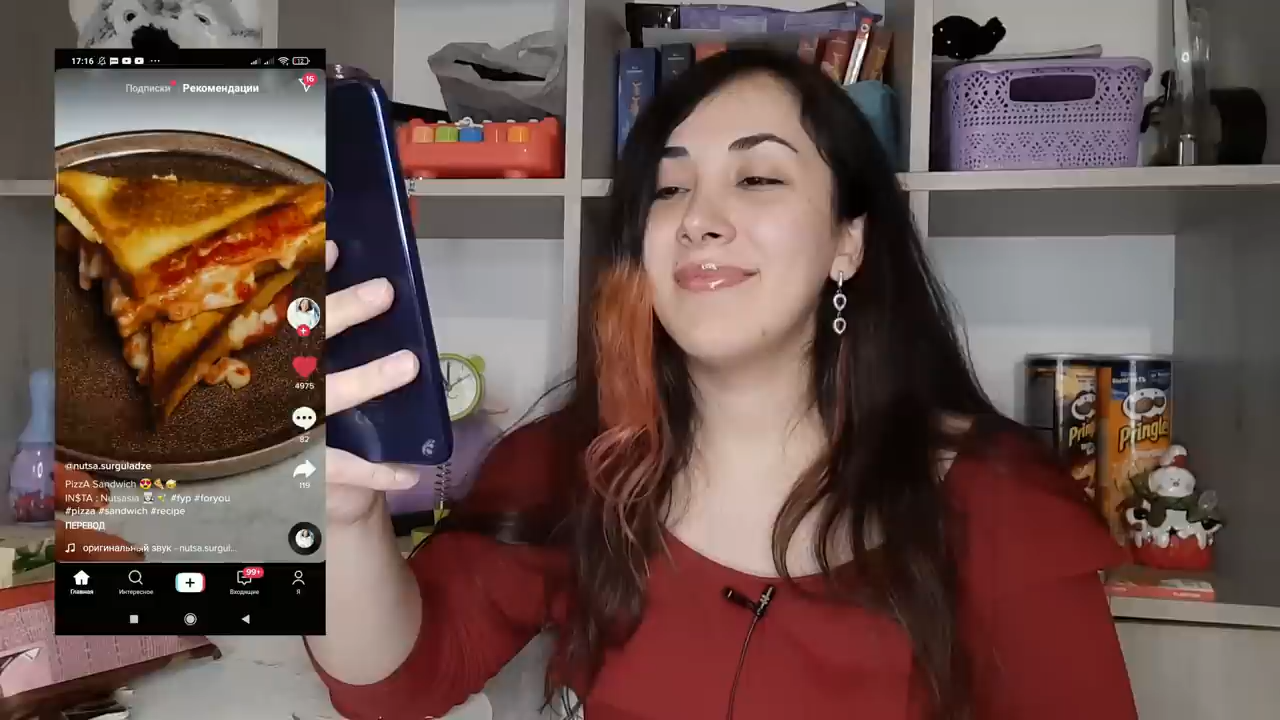 17:16
12
Подписки Рекомендации
16
4975
82
119
@nutsa.surguladze
PizzA Sandwich 😍🍕😅
IN$TA : Nutsasia #fyp #foryou
#pizza #sandwich #recipe
ПЕРЕВОД
оригинальный звук - nutsa.surgul...
99+
Главная
Интересное
Входящие
Я
Pringles